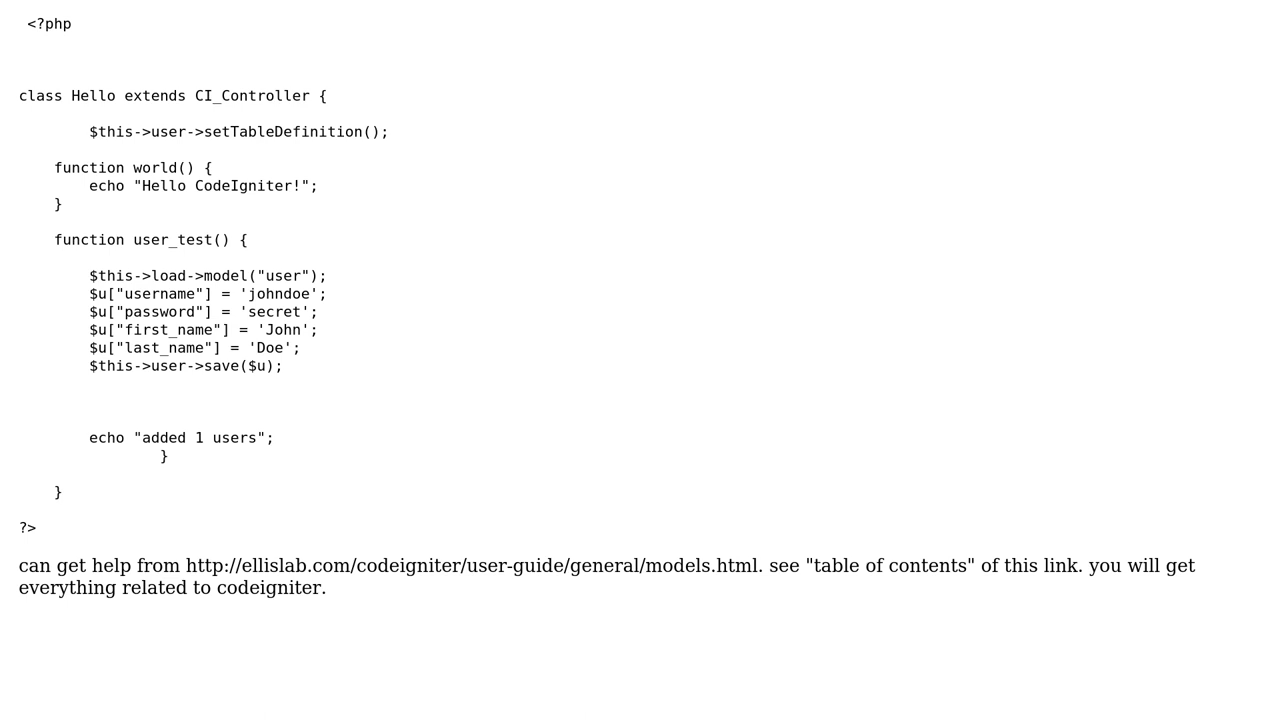 <?php
class Hello extends CI_Controller {
$this->user->setTableDefinition();
function world() {
echo "Hello CodeIgniter!";
}
function user_test() {
$this->load->model("user");
$u["username"] = 'johndoe';
$u["password"] = 'secret';
$u["first_name"] = 'John';
$u["last_name"] = 'Doe';
$this->user->save($u);
echo "added 1 users";
}
}
?>
can get help from http://ellislab.com/codeigniter/user-guide/general/models.html. see "table of contents" of this link. you will get
everything related to codeigniter.